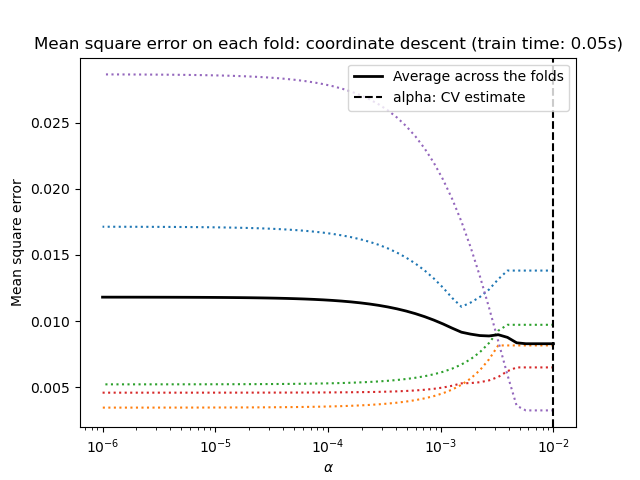 Mean square error on each fold: coordinate descent (train time: 0.05s)
Average across the folds
alpha: CV estimate
Mean square error
0.025
0.020
0.015
0.010
0.005
10⁻⁶
10⁻⁵
10⁻⁴
10⁻³
10⁻²
α